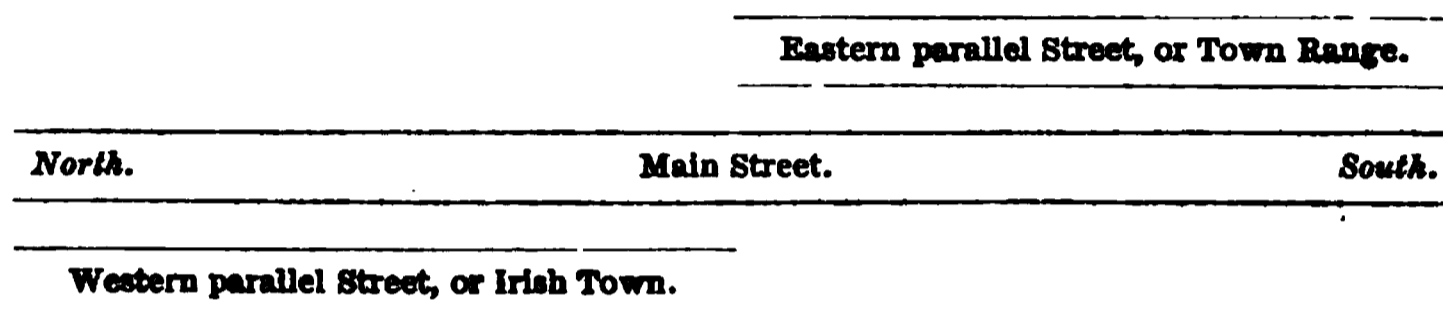 Eastern parallel Street, or Town Range.
North. Main Street. South.
Western parallel Street, or Irish Town.